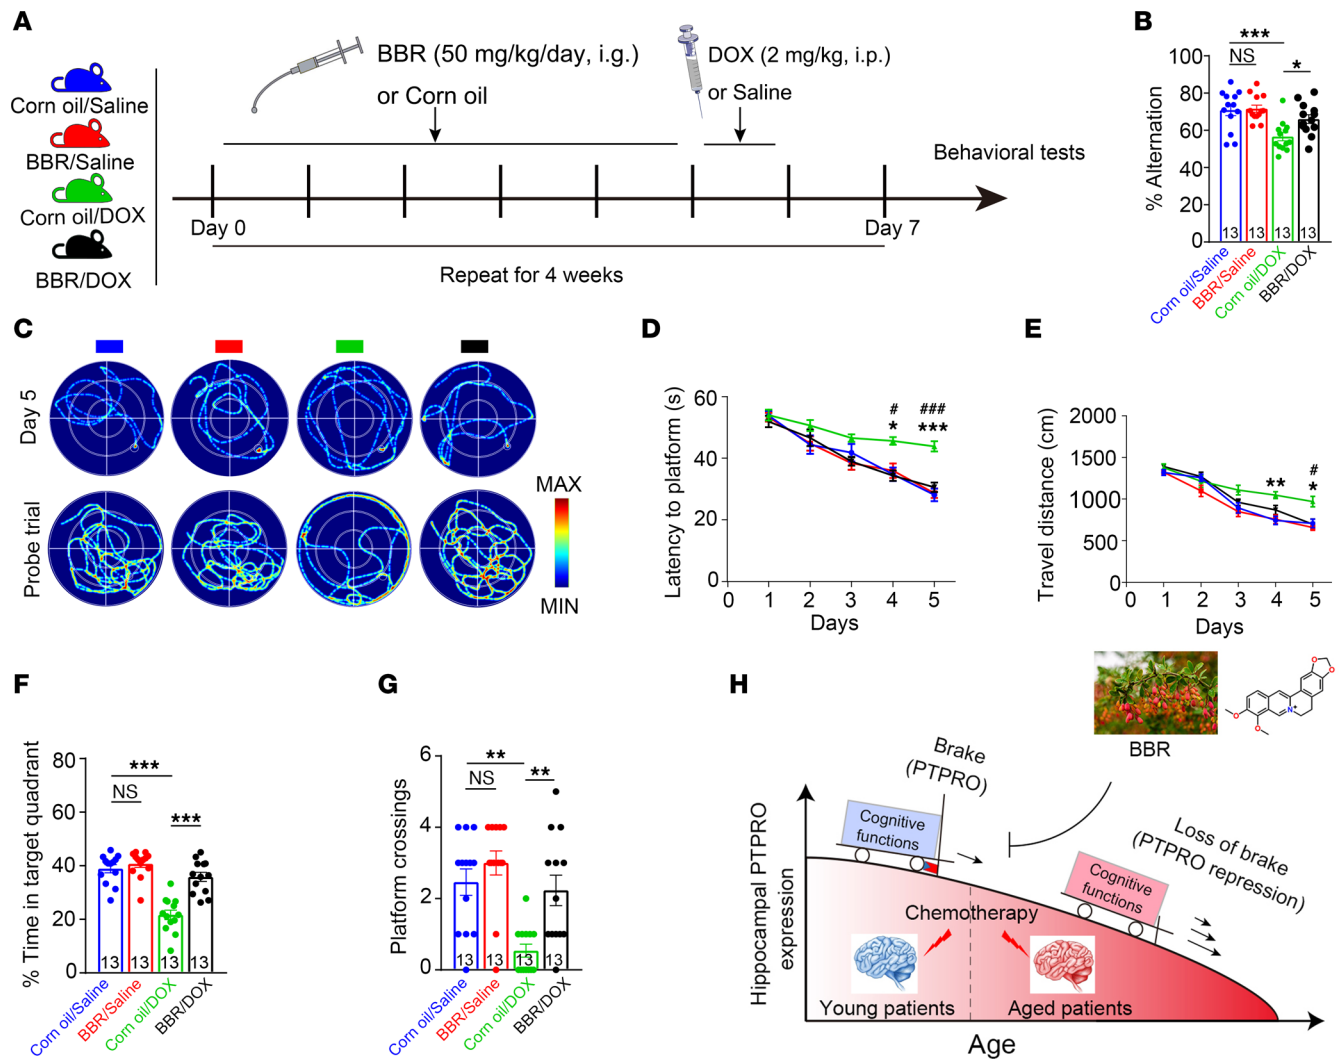 A
Corn oil/Saline
BBR/Saline
Corn oil/DOX
BBR/DOX
BBR (50 mg/kg/day, i.g.)
or Corn oil
DOX (2 mg/kg, i.p.)
or Saline
Behavioral tests
Day 0
Day 7
Repeat for 4 weeks
B
% Alternation
100
80
60
40
20
0
***
NS
*
13
13
13
13
Corn oil/Saline
BBR/Saline
Corn oil/DOX
BBR/DOX
C
Day 5
Probe trial
MAX
MIN
D
Latency to platform (s)
60
40
20
0
#
*
###
***
0 1 2 3 4 5
Days
E
Travel distance (cm)
2000
1500
1000
500
0
**
#
*
0 1 2 3 4 5
Days
F
% Time in target quadrant
80
60
40
20
0
***
NS
***
13
13
13
13
Corn oil/Saline
BBR/Saline
Corn oil/DOX
BBR/DOX
G
Platform crossings
6
4
2
0
**
NS
**
13
13
13
13
Corn oil/Saline
BBR/Saline
Corn oil/DOX
BBR/DOX
H
BBR
O
O
N+
O
O
Brake
(PTPRO)
Cognitive
functions
Loss of brake
(PTPRO repression)
Cognitive
functions
Hippocampal PTPRO
expression
Chemotherapy
Young patients
Aged patients
Age